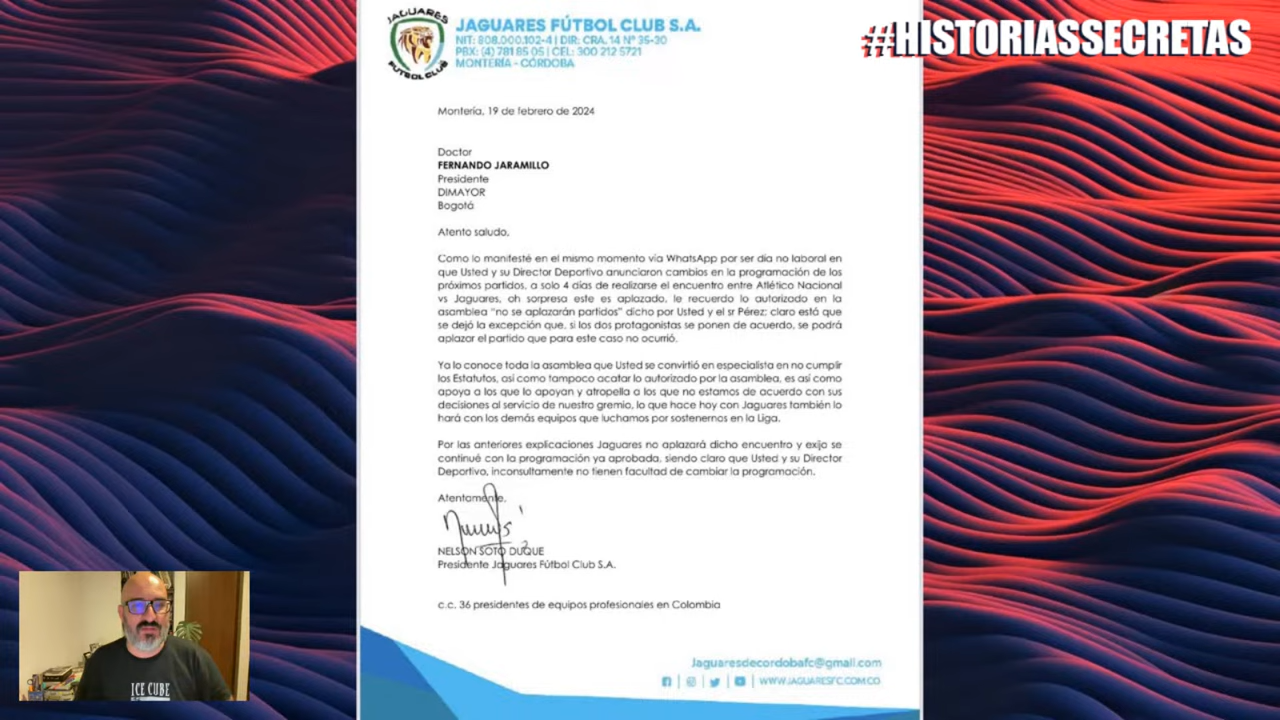 JAGUARES
FUTBOL CLUB
JAGUARES FÚTBOL CLUB S.A.
NIT: 808.000.102-4 | DIR: CRA. 14 Nº 35-30
PBX: (4) 781 85 05 | CEL: 300 212 5721
MONTERÍA - CÓRDOBA
#HISTORIASSECRETAS
Montería, 19 de febrero de 2024
Doctor
FERNANDO JARAMILLO
Presidente
DIMAYOR
Bogotá
Atento saludo,
Como lo manifesté en el mismo momento vía WhatsApp por ser día no laboral en
que Usted y su Director Deportivo anunciaron cambios en la programación de los
próximos partidos, a solo 4 días de realizarse el encuentro entre Atlético Nacional
vs Jaguares, oh sorpresa este es aplazado, le recuerdo lo autorizado en la
asamblea “no se aplazarán partidos” dicho por Usted y el sr Pérez; claro está que
se dejó la excepción que, si los dos protagonistas se ponen de acuerdo, se podrá
aplazar el partido que para este caso no ocurrió.
Ya lo conoce toda la asamblea que Usted se convirtió en especialista en no cumplir
los Estatutos, así como tampoco acatar lo autorizado por la asamblea, es así como
apoya a los que lo apoyan y atropella a los que no estamos de acuerdo con sus
decisiones al servicio de nuestro gremio, lo que hace hoy con Jaguares también lo
hará con los demás equipos que luchamos por sostenernos en la Liga.
Por las anteriores explicaciones Jaguares no aplazará dicho encuentro y exijo se
continué con la programación ya aprobada, siendo claro que Usted y su Director
Deportivo, inconsultamente no tienen facultad de cambiar la programación.
Atentamente,
NELSON SOTO DUQUE
Presidente Jaguares Fútbol Club S.A.
c.c. 36 presidentes de equipos profesionales en Colombia
Jaguaresdecordobafc@gmail.com
WWW.JAGUARESFC.COM.CO
ICE CUBE